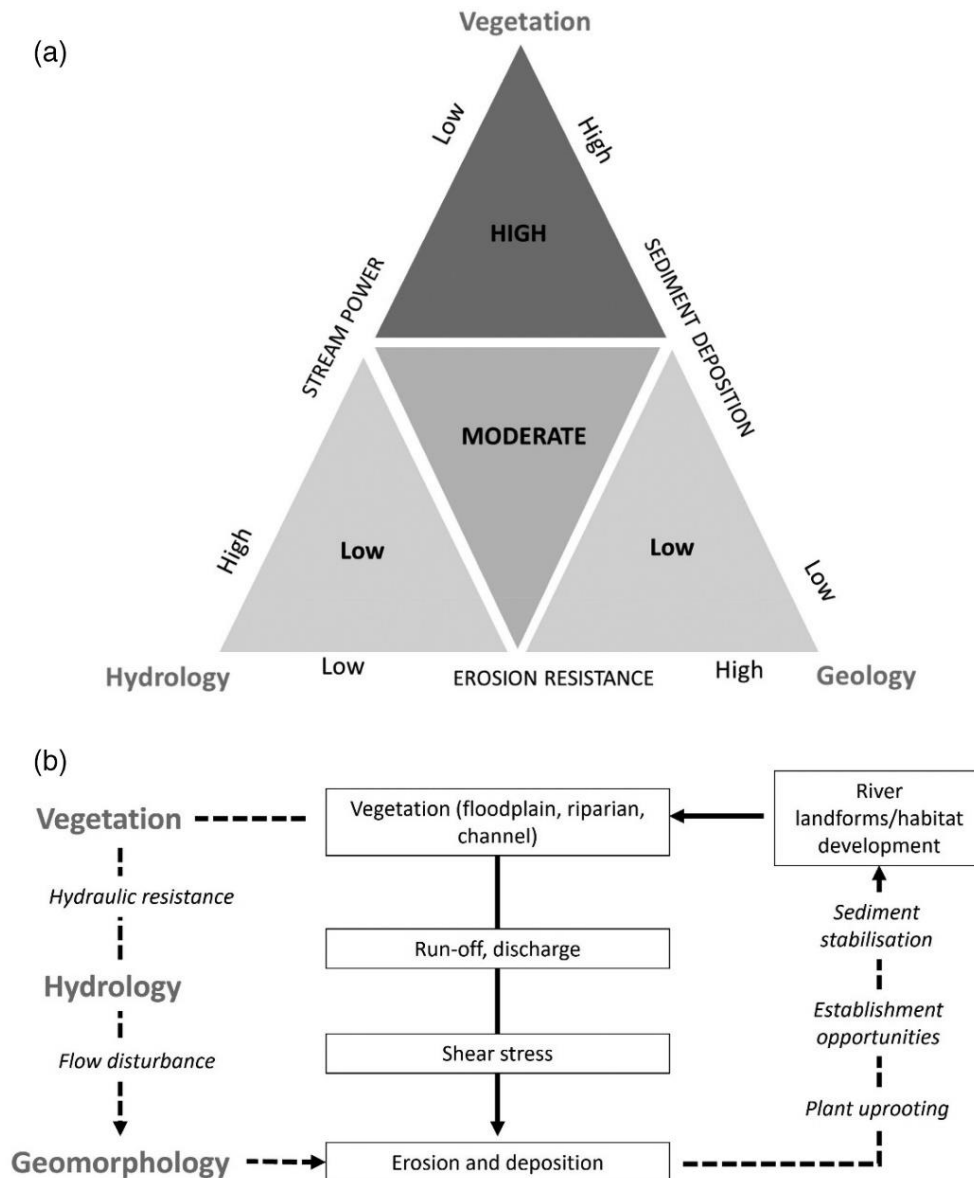 (a)
Vegetation
Low
High
HIGH
STREAM POWER
SEDIMENT DEPOSITION
MODERATE
High
Low
Low
Low
Hydrology
Low
EROSION RESISTANCE
High
Geology
(b)
Vegetation
Vegetation (floodplain, riparian,
channel)
River
landforms/habitat
development
Hydraulic resistance
Sediment
stabilisation
Run-off, discharge
Hydrology
Establishment
opportunities
Flow disturbance
Shear stress
Plant uprooting
Geomorphology
Erosion and deposition